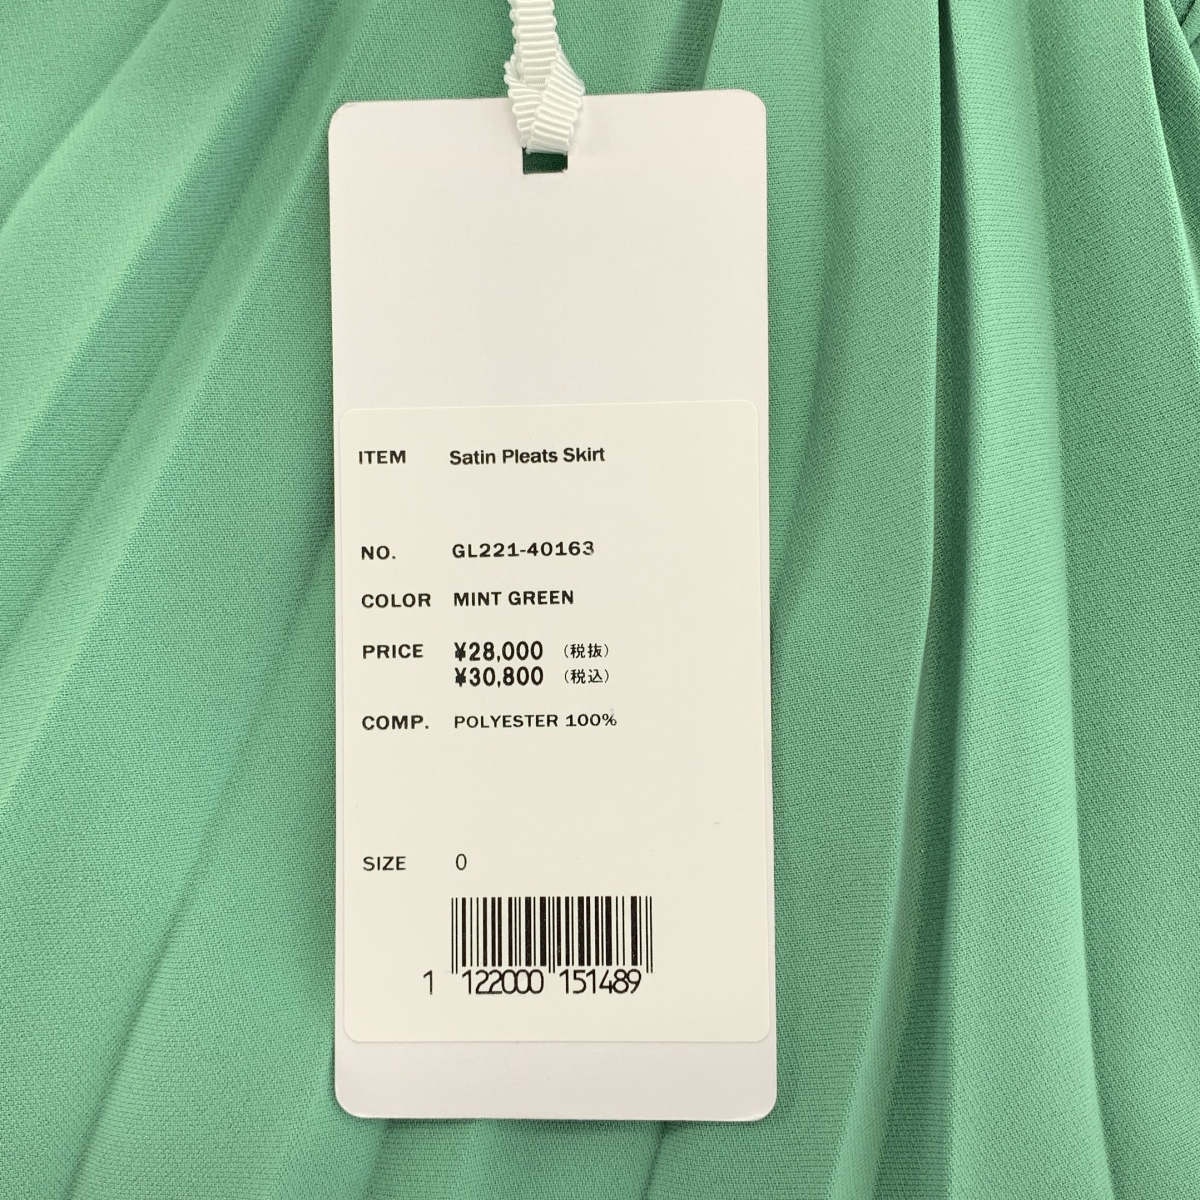 ITEM Satin Pleats Skirt
NO. GL221-40163
COLOR MINT GREEN
PRICE ¥28,000 (税抜)
¥30,800 (税込)
COMP. POLYESTER 100%
SIZE 0
1 122000 151489